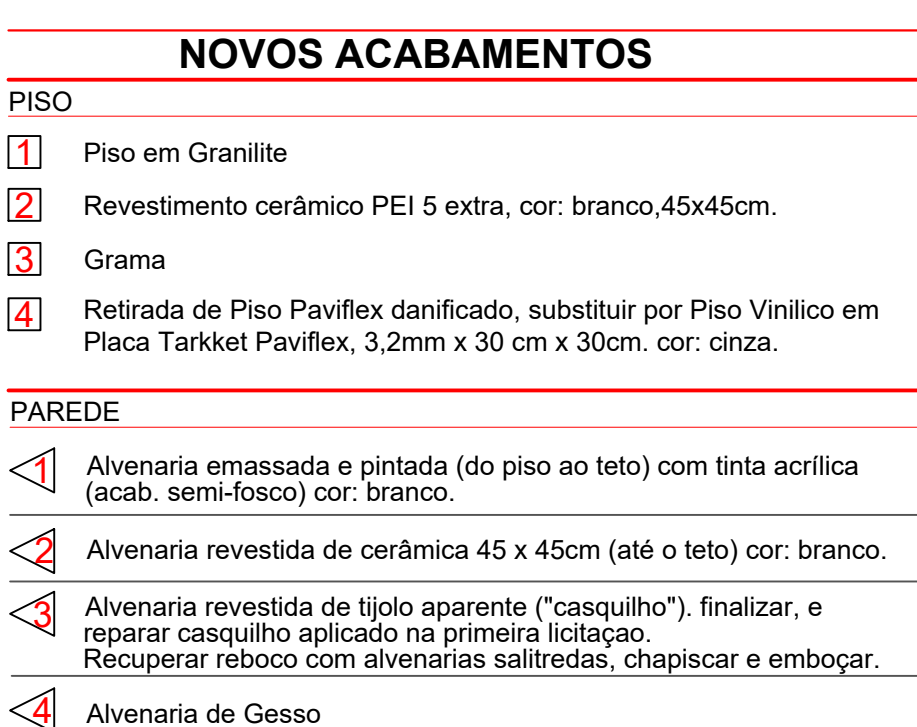 NOVOS ACABAMENTOS
PISO
1 Piso em Granilite
2 Revestimento cerâmico PEI 5 extra, cor: branco,45x45cm.
3 Grama
4 Retirada de Piso Paviflex danificado, substituir por Piso Vinilico em
Placa Tarkket Paviflex, 3,2mm x 30 cm x 30cm. cor: cinza.
PAREDE
1 Alvenaria emassada e pintada (do piso ao teto) com tinta acrílica
(acab. semi-fosco) cor: branco.
2 Alvenaria revestida de cerâmica 45 x 45cm (até o teto) cor: branco.
3 Alvenaria revestida de tijolo aparente ("casquilho"). finalizar, e
reparar casquilho aplicado na primeira licitaçao.
Recuperar reboco com alvenarias salitredas, chapiscar e emboçar.
4 Alvenaria de Gesso